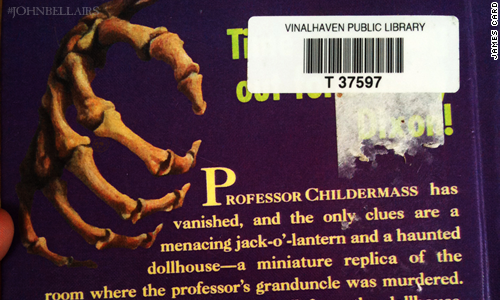 #JOHNBELLAIRS
JAMES CARO
VINALHAVEN PUBLIC LIBRARY
T 37597
Dixon!
PROFESSOR CHILDERMASS has
vanished, and the only clues are a
menacing jack-o'-lantern and a haunted
dollhouse—a miniature replica of the
room where the professor's granduncle was murdered.